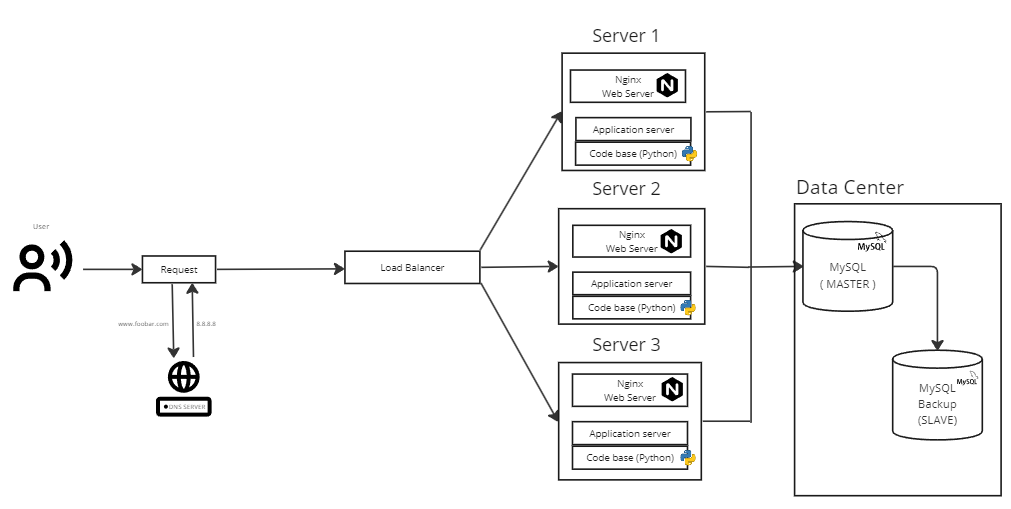 User
Request
www.foobar.com
8.8.8.8
DNS SERVER
Load Balancer
Server 1
Nginx
Web Server
N
Application server
Code base (Python)
Server 2
Nginx
Web Server
N
Application server
Code base (Python)
Server 3
Nginx
Web Server
N
Application server
Code base (Python)
Data Center
MySQL
MySQL
( MASTER )
MySQL
MySQL
Backup
(SLAVE)